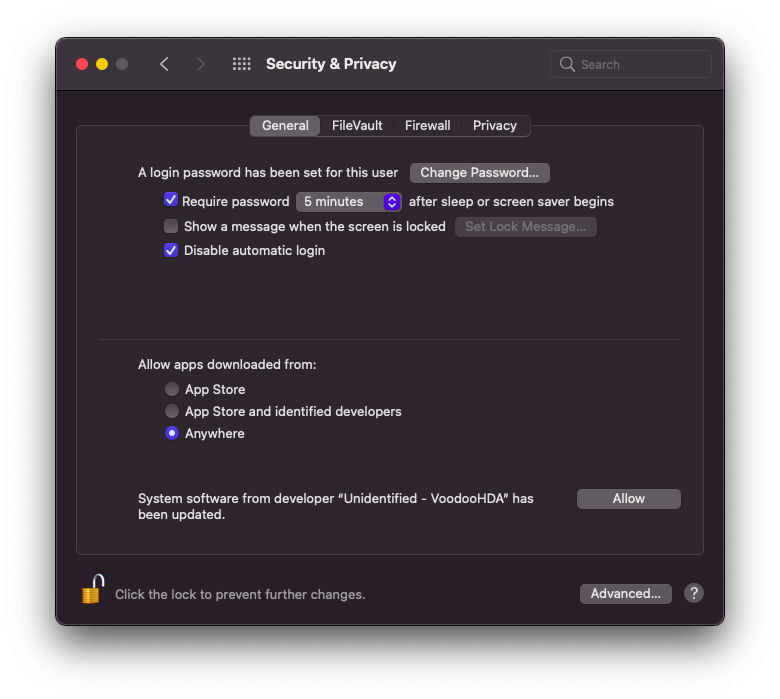 Security & Privacy
Search
General FileVault Firewall Privacy
A login password has been set for this user Change Password...
Require password 5 minutes after sleep or screen saver begins
Show a message when the screen is locked Set Lock Message...
Disable automatic login
Allow apps downloaded from:
App Store
App Store and identified developers
Anywhere
System software from developer “Unidentified - VoodooHDA” has
been updated.
Allow
Click the lock to prevent further changes.
Advanced... ?